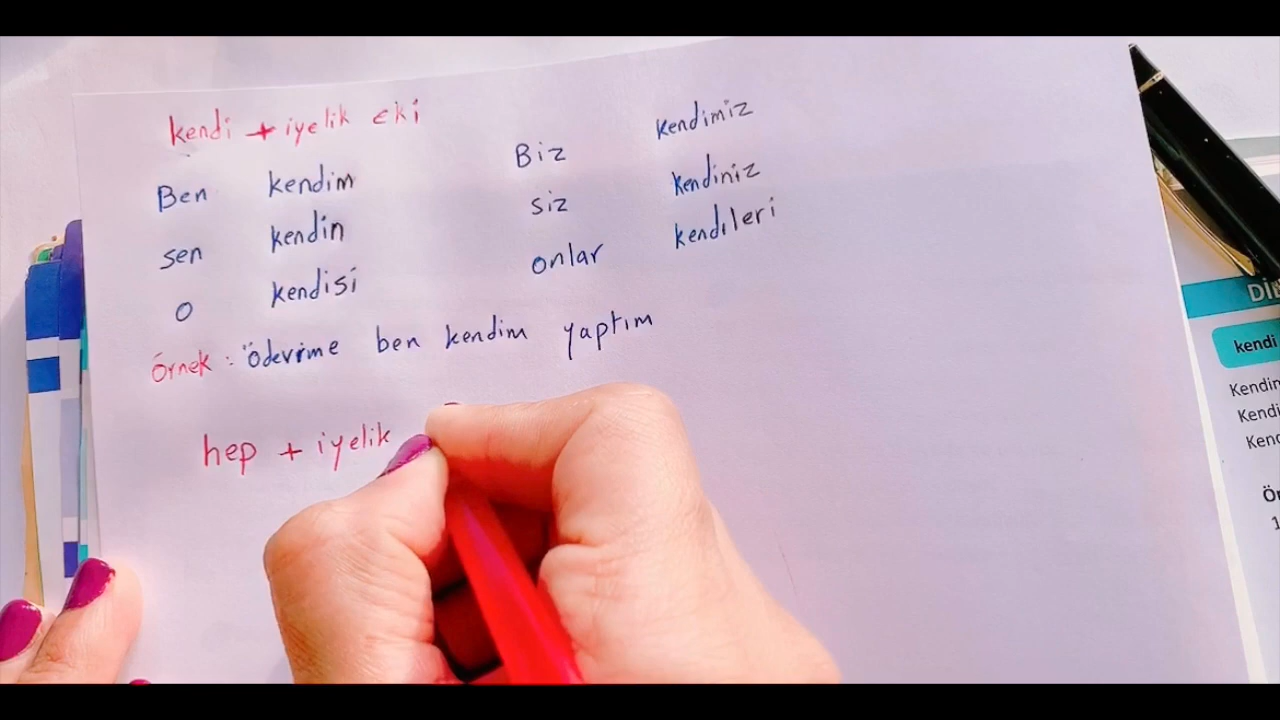 kendi + iyelik eki
Ben kendim Biz kendimiz
sen kendin siz kendiniz
o kendisi onlar kendileri
Örnek : Ödevime ben kendim yaptım
hep + iyelik
kendi